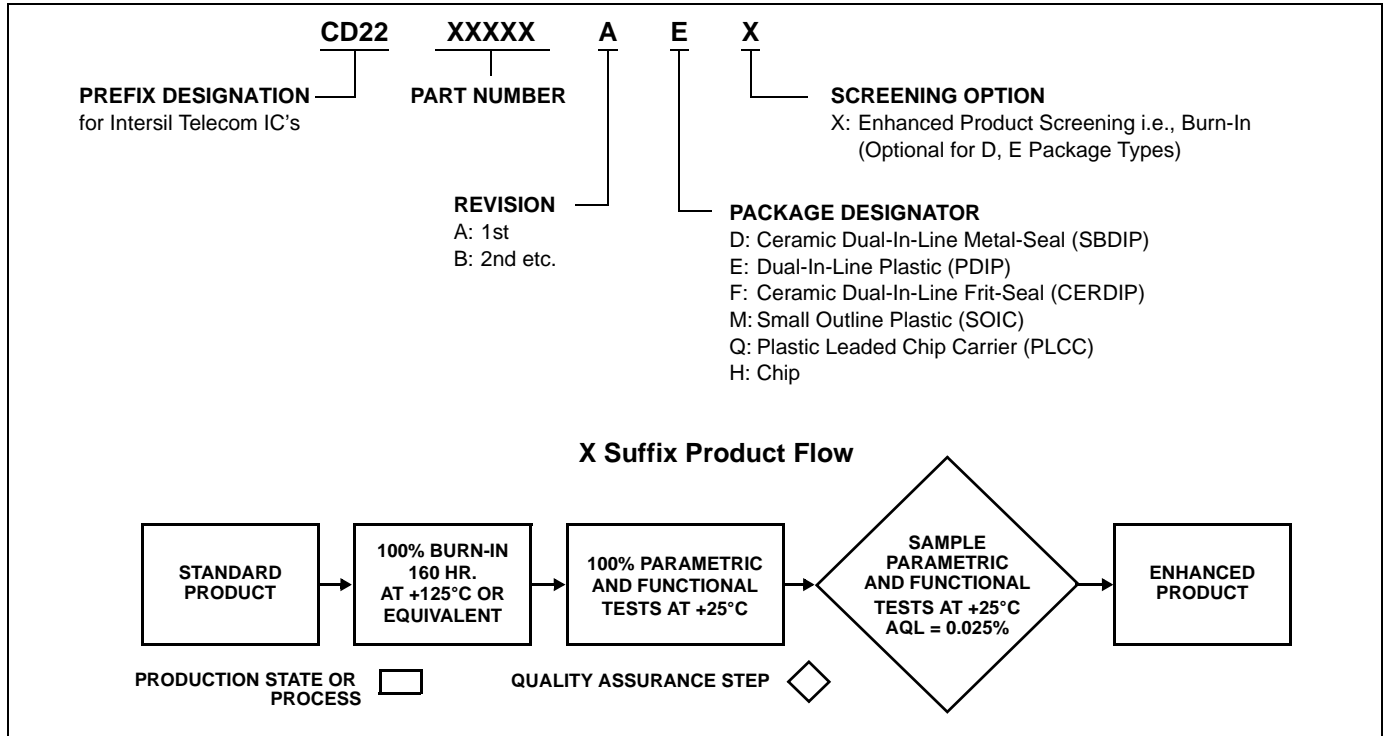 CD22 XXXXX A E X
PREFIX DESIGNATION
for Intersil Telecom IC's
PART NUMBER
SCREENING OPTION
X: Enhanced Product Screening i.e., Burn-In
(Optional for D, E Package Types)
REVISION
A: 1st
B: 2nd etc.
PACKAGE DESIGNATOR
D: Ceramic Dual-In-Line Metal-Seal (SBDIP)
E: Dual-In-Line Plastic (PDIP)
F: Ceramic Dual-In-Line Frit-Seal (CERDIP)
M: Small Outline Plastic (SOIC)
Q: Plastic Leaded Chip Carrier (PLCC)
H: Chip
X Suffix Product Flow
STANDARD
PRODUCT
100% BURN-IN
160 HR.
AT +125°C OR
EQUIVALENT
100% PARAMETRIC
AND FUNCTIONAL
TESTS AT +25°C
SAMPLE
PARAMETRIC
AND FUNCTIONAL
TESTS AT +25°C
AQL = 0.025%
ENHANCED
PRODUCT
PRODUCTION STATE OR
PROCESS
QUALITY ASSURANCE STEP